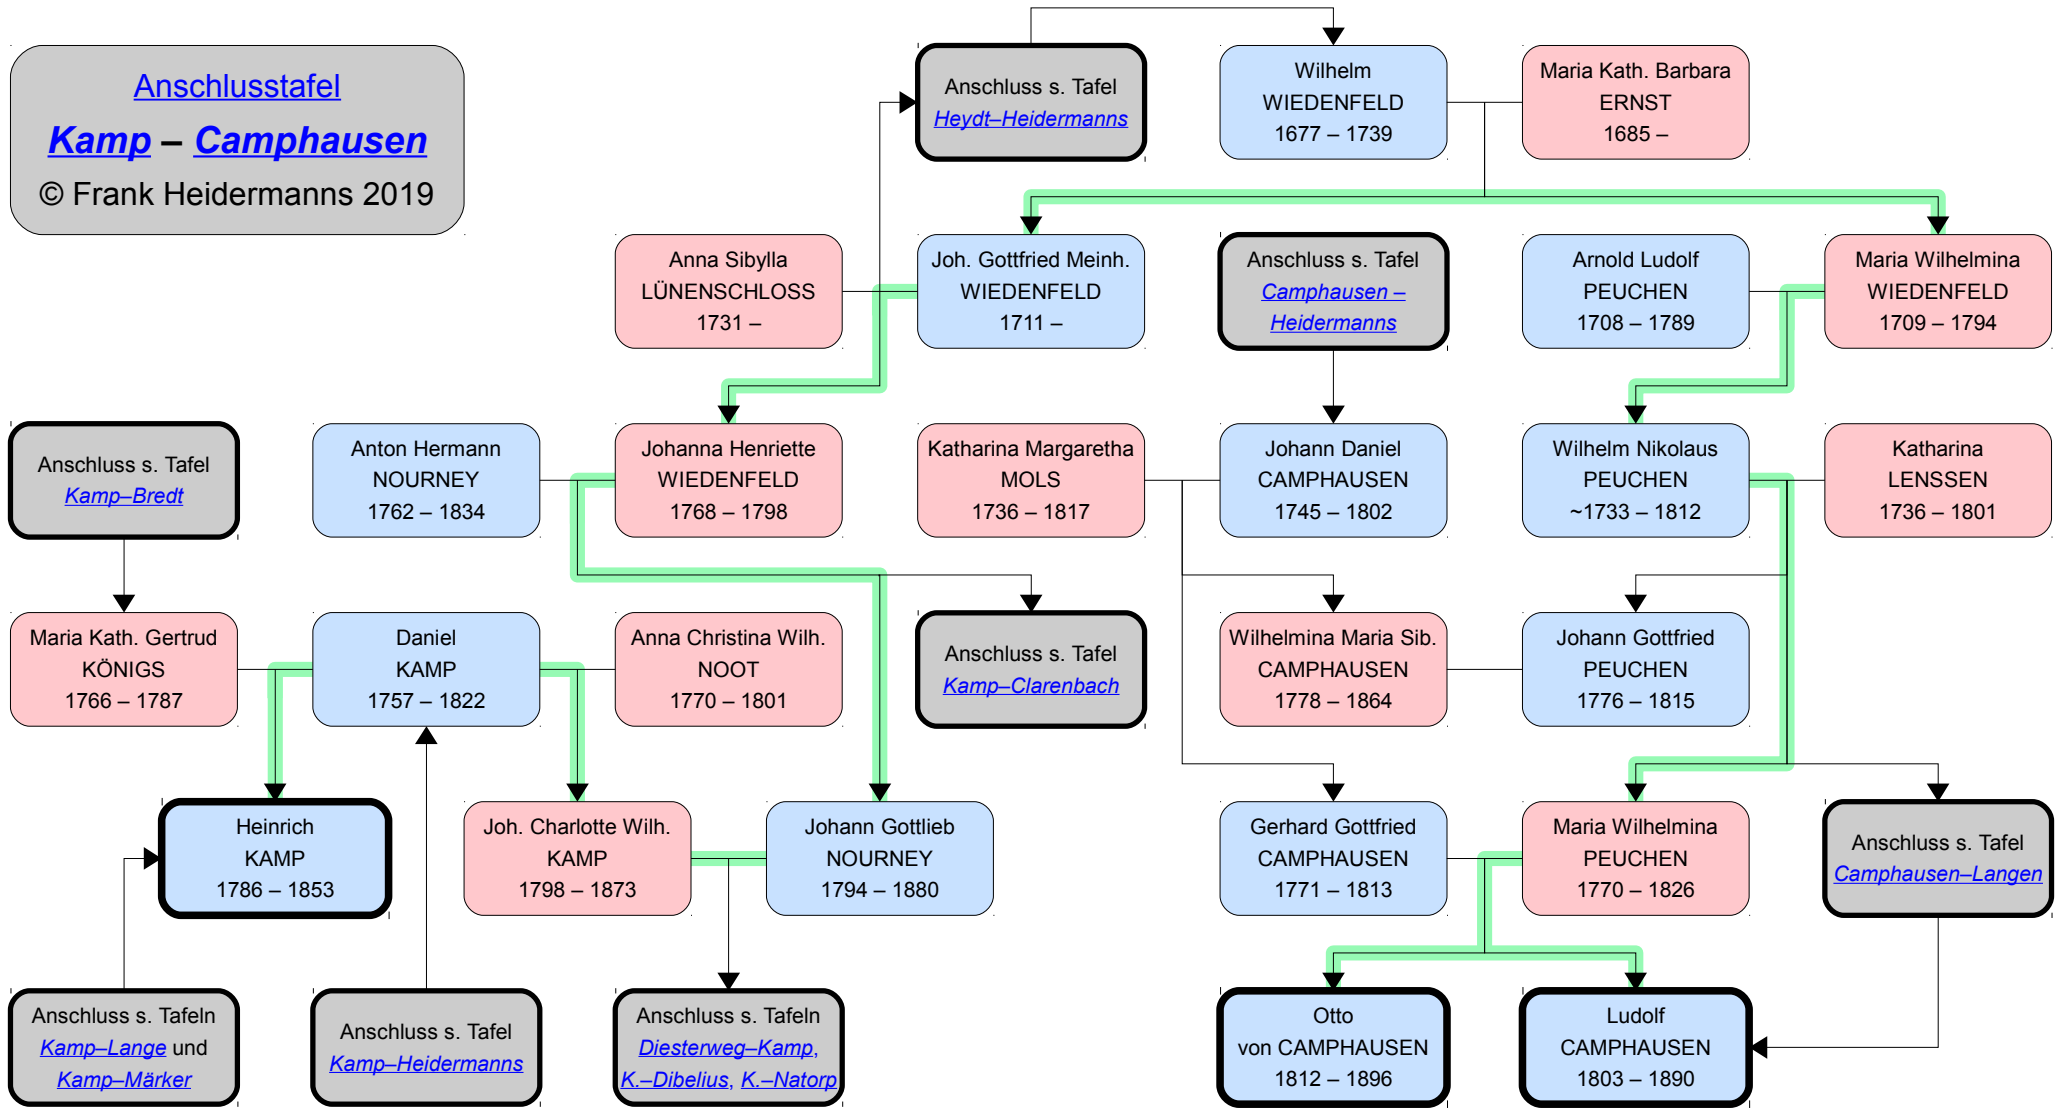 Anschlusstafel
Kamp – Camphausen
© Frank Heidermanns 2019
Anschluss s. Tafel
Heydt–Heidermanns
Wilhelm
WIEDENFELD
1677 – 1739
Maria Kath. Barbara
ERNST
1685 –
Anna Sibylla
LÜNENSCHLOSS
1731 –
Joh. Gottfried Meinh.
WIEDENFELD
1711 –
Anschluss s. Tafel
Camphausen –
Heidermanns
Arnold Ludolf
PEUCHEN
1708 – 1789
Maria Wilhelmina
WIEDENFELD
1709 – 1794
Anschluss s. Tafel
Kamp–Bredt
Anton Hermann
NOURNEY
1762 – 1834
Johanna Henriette
WIEDENFELD
1768 – 1798
Katharina Margaretha
MOLS
1736 – 1817
Johann Daniel
CAMPHAUSEN
1745 – 1802
Wilhelm Nikolaus
PEUCHEN
~1733 – 1812
Katharina
LENSSEN
1736 – 1801
Maria Kath. Gertrud
KÖNIGS
1766 – 1787
Daniel
KAMP
1757 – 1822
Anna Christina Wilh.
NOOT
1770 – 1801
Anschluss s. Tafel
Kamp–Clarenbach
Wilhelmina Maria Sib.
CAMPHAUSEN
1778 – 1864
Johann Gottfried
PEUCHEN
1776 – 1815
Heinrich
KAMP
1786 – 1853
Joh. Charlotte Wilh.
KAMP
1798 – 1873
Johann Gottlieb
NOURNEY
1794 – 1880
Gerhard Gottfried
CAMPHAUSEN
1771 – 1813
Maria Wilhelmina
PEUCHEN
1770 – 1826
Anschluss s. Tafel
Camphausen–Langen
Anschluss s. Tafeln
Kamp–Lange und
Kamp–Märker
Anschluss s. Tafel
Kamp–Heidermanns
Anschluss s. Tafeln
Diesterweg–Kamp,
K.–Dibelius, K.–Natorp
Otto
von CAMPHAUSEN
1812 – 1896
Ludolf
CAMPHAUSEN
1803 – 1890